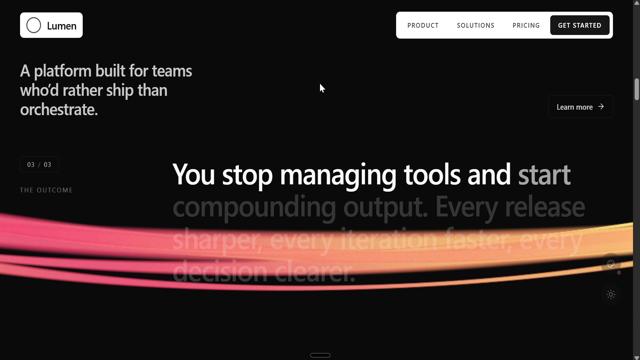 Lumen
PRODUCT SOLUTIONS PRICING GET STARTED
A platform built for teams
who'd rather ship than
orchestrate.
Learn more →
03 / 03
THE OUTCOME
You stop managing tools and start
compounding output. Every release
sharper, every iteration faster, every
decision clearer.